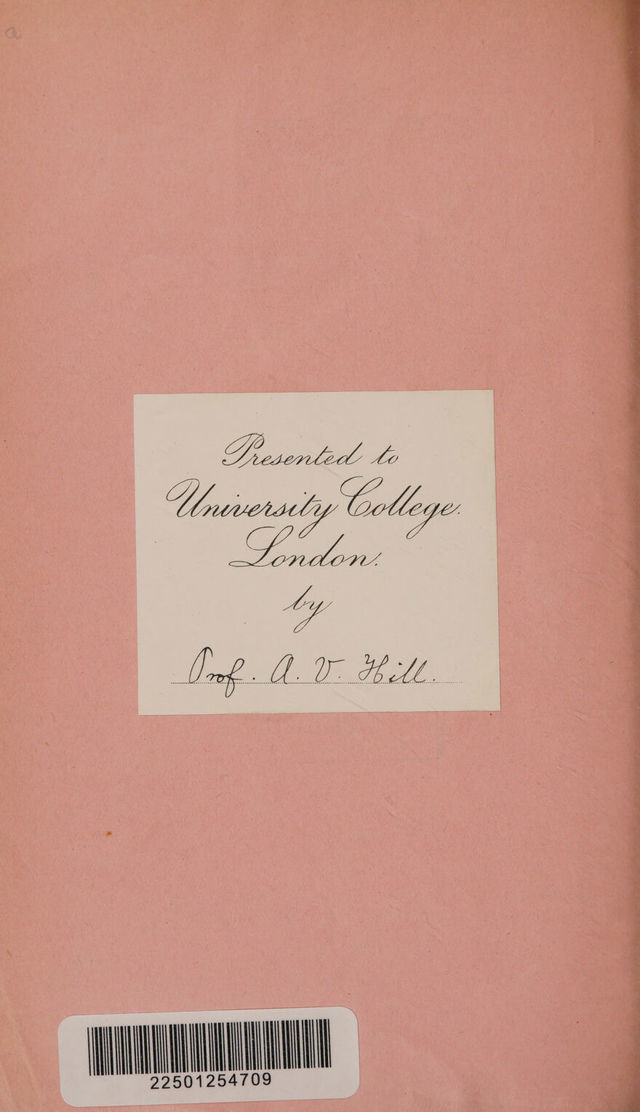 a
Presented to
University College.
London.
by
Prof. A. V. Hill.
22501254709